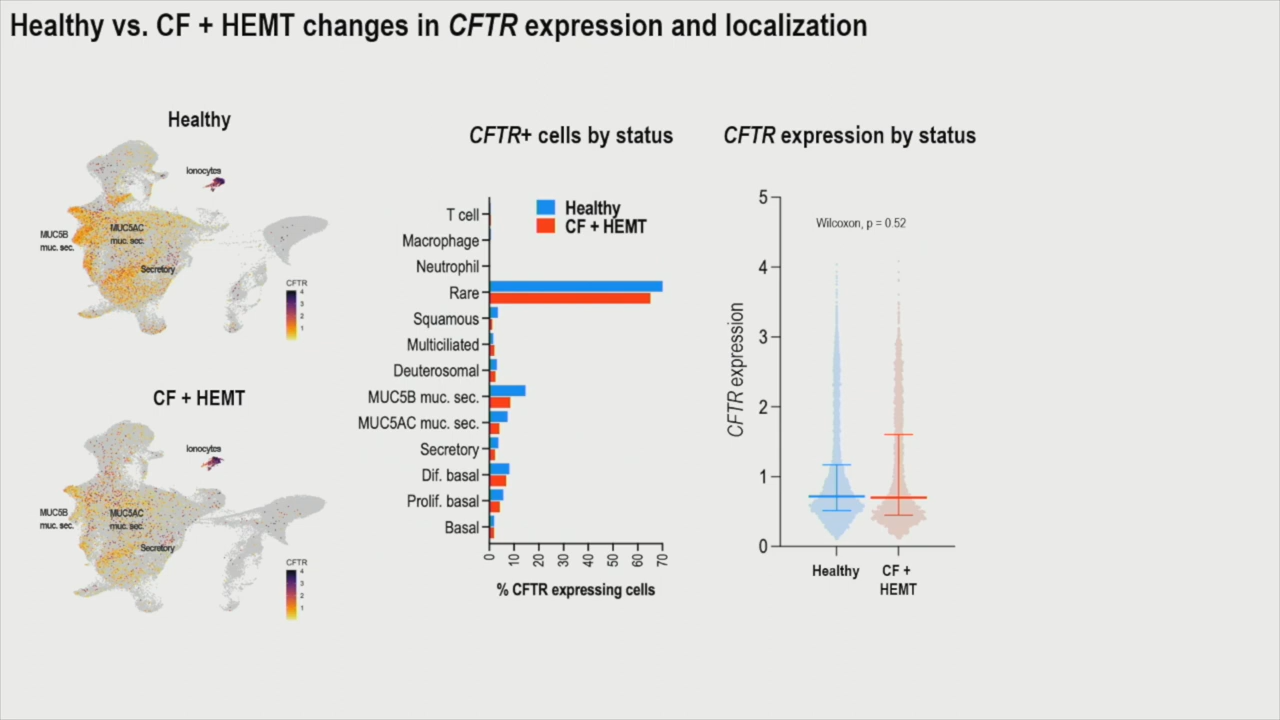 Healthy vs. CF + HEMT changes in CFTR expression and localization
Healthy
Ionocytes
MUC5B
muc. sec.
MUC5AC
muc. sec.
Secretory
CFTR
4
3
2
1
CF + HEMT
Ionocytes
MUC5B
muc. sec.
MUC5AC
muc. sec.
Secretory
CFTR
4
3
2
1
CFTR+ cells by status
Healthy
CF + HEMT
T cell
Macrophage
Neutrophil
Rare
Squamous
Multiciliated
Deuterosomal
MUC5B muc. sec.
MUC5AC muc. sec.
Secretory
Dif. basal
Prolif. basal
Basal
0 10 20 30 40 50 60 70
% CFTR expressing cells
CFTR expression by status
Wilcoxon, p = 0.52
CFTR expression
5
4
3
2
1
0
Healthy
CF +
HEMT